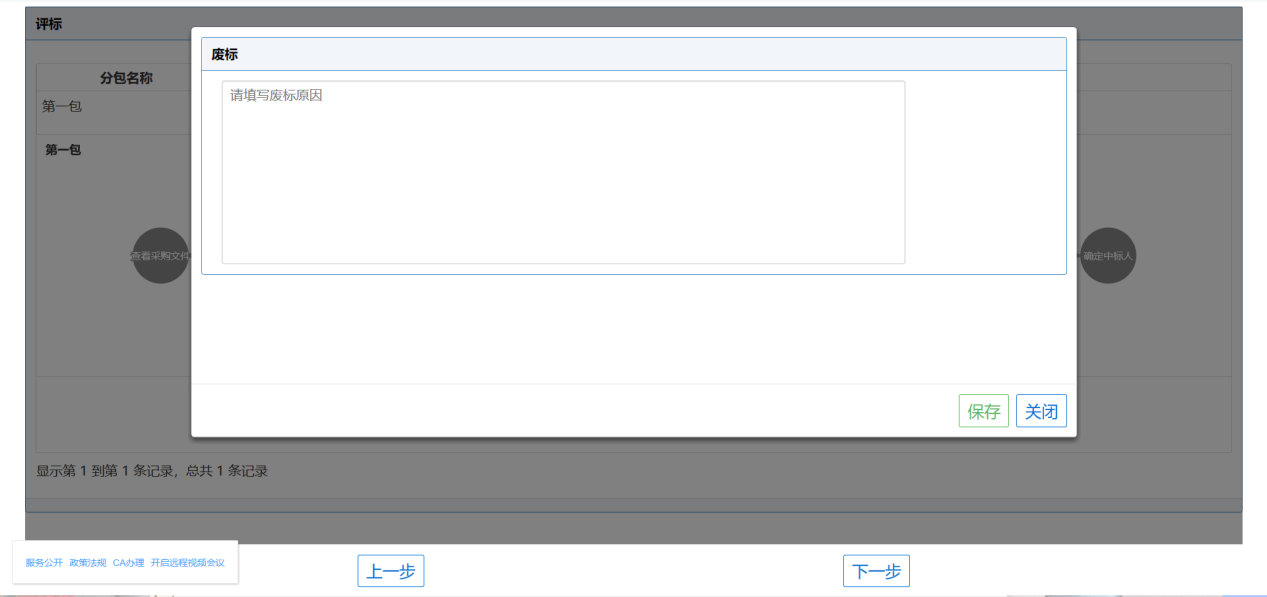 评标
废标
分包名称
请填写废标原因
第一包
第一包
查看采购文件
确定中标人
保存 关闭
显示第 1 到第 1 条记录，总共 1 条记录
服务公开 政策法规 CA办理 开启远程视频会议
上一步 下一步